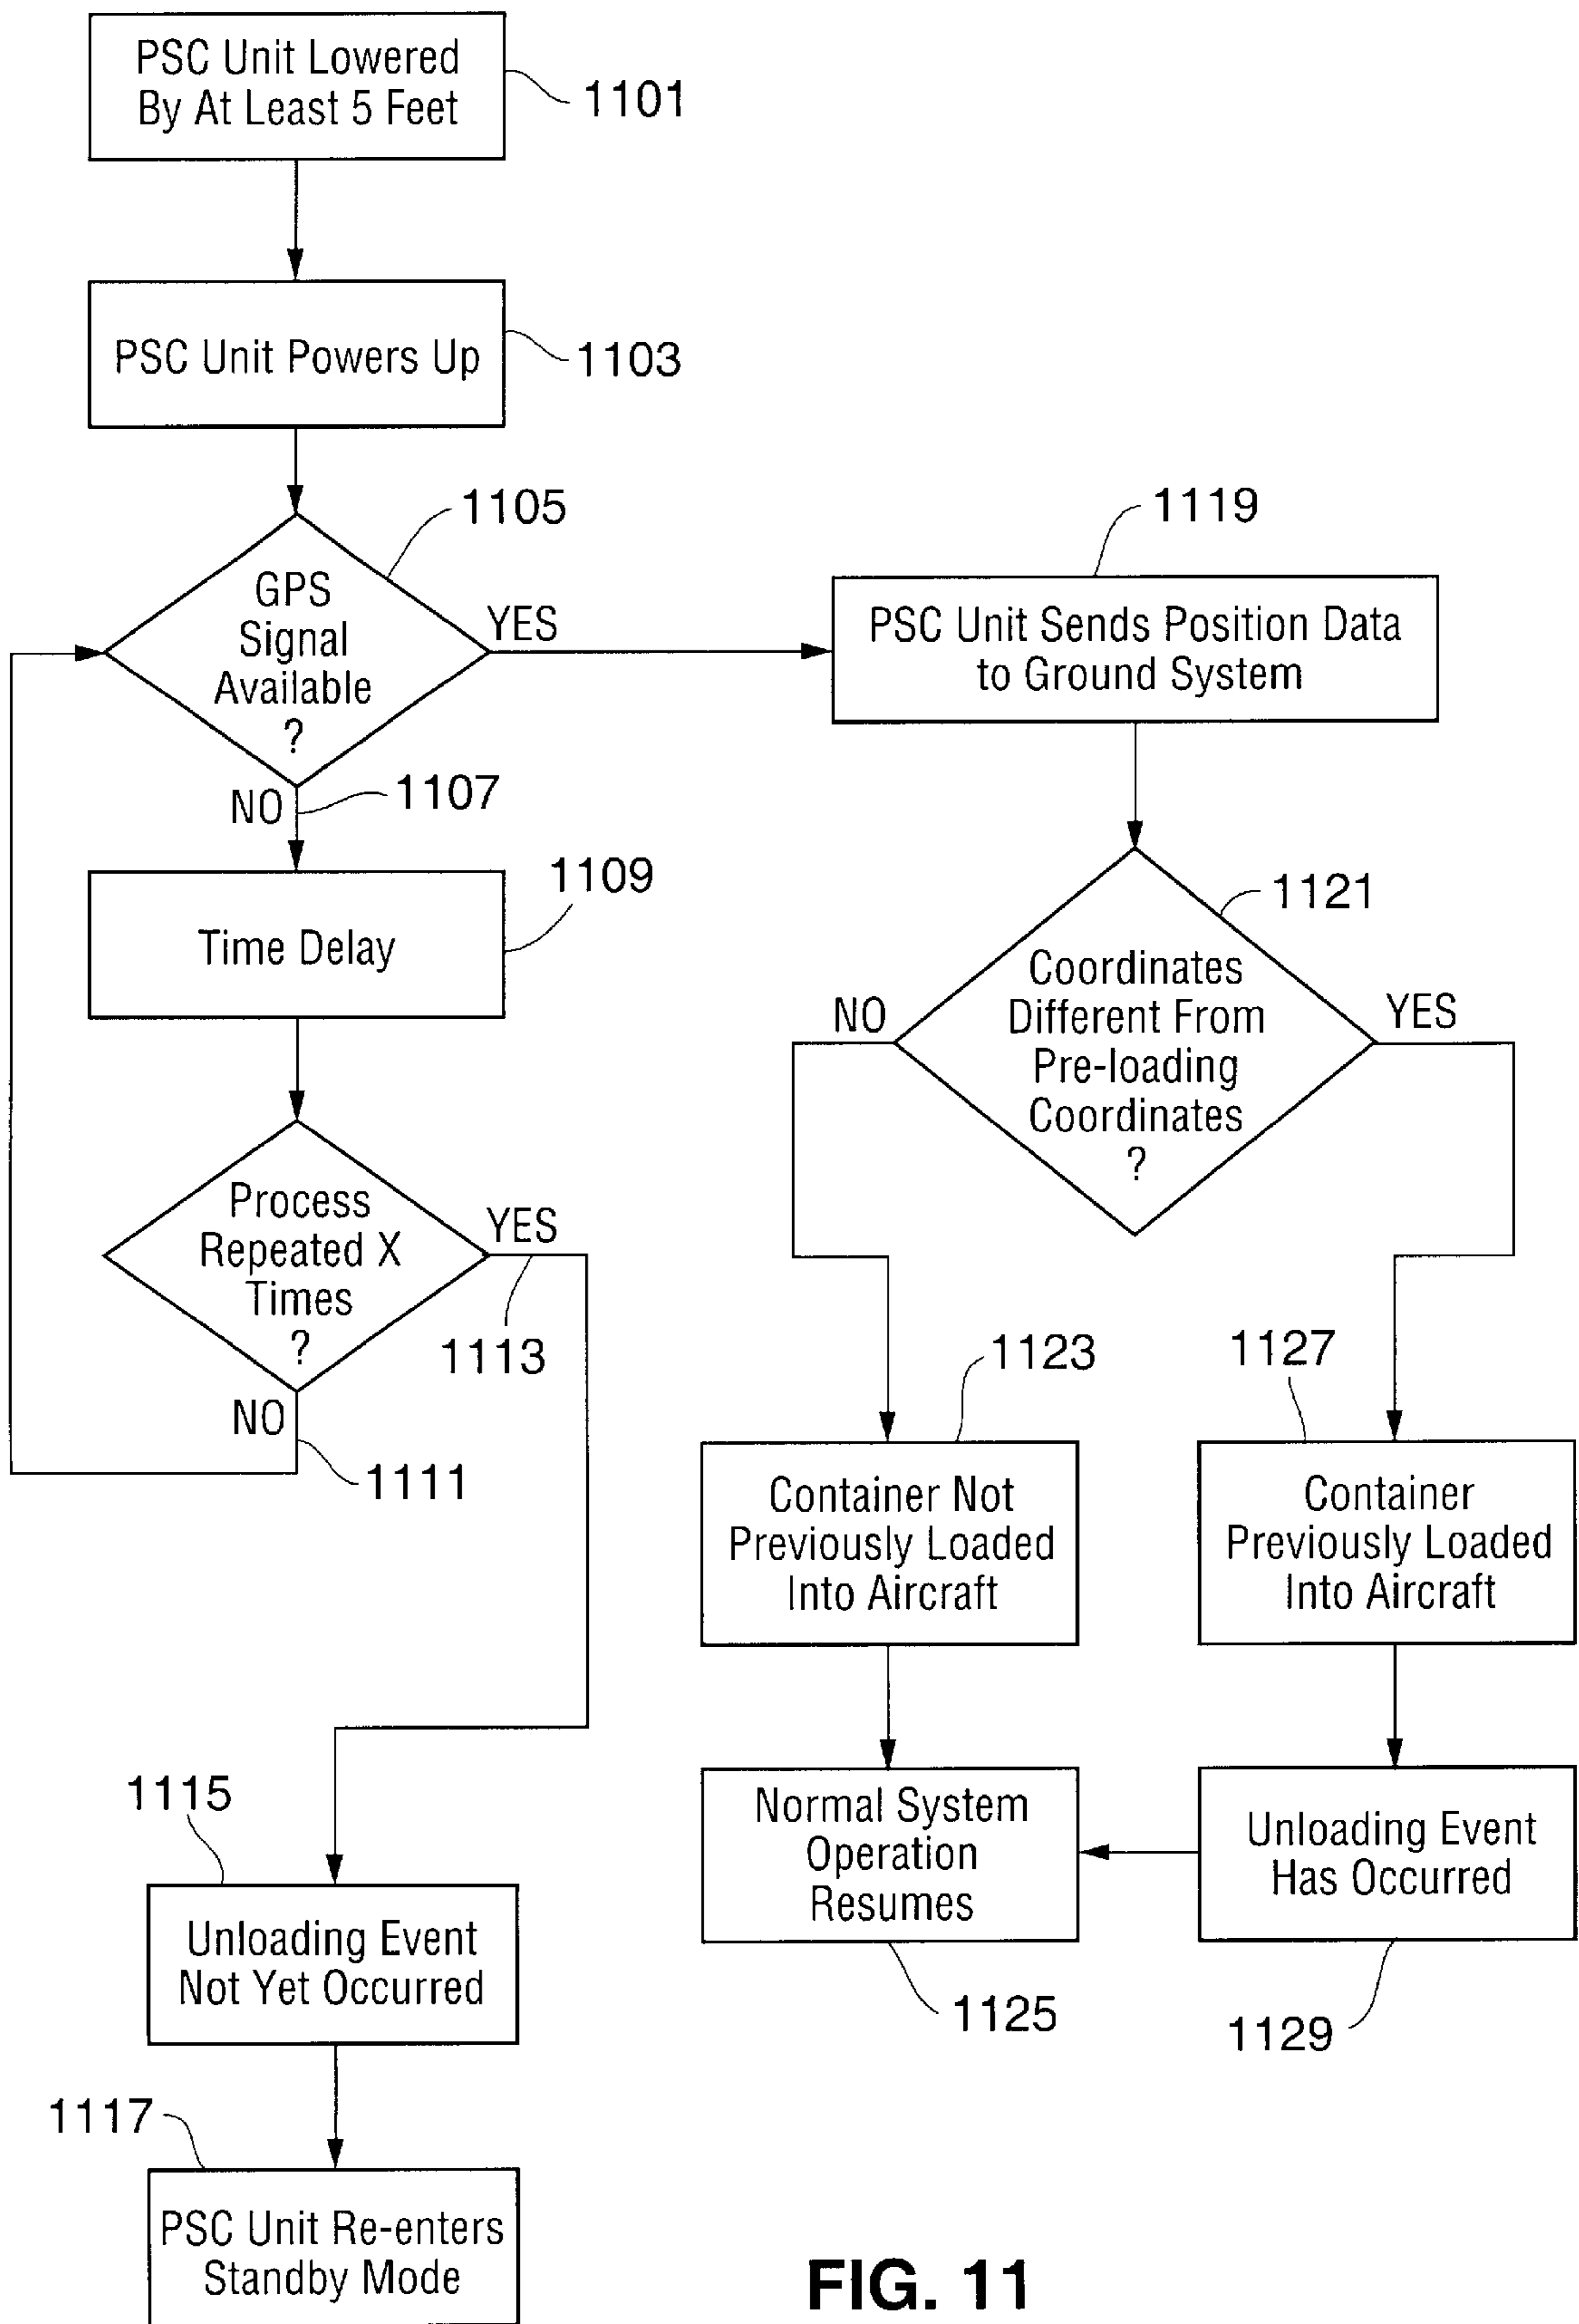 PSC Unit Lowered
By At Least 5 Feet
1101
PSC Unit Powers Up
1103
GPS
Signal
Available
?
1105
YES
NO
1107
Time Delay
1109
Process
Repeated X
Times
?
YES
1113
NO
1111
1115
Unloading Event
Not Yet Occurred
1117
PSC Unit Re-enters
Standby Mode
1119
PSC Unit Sends Position Data
to Ground System
1121
Coordinates
Different From
Pre-loading
Coordinates
?
NO
YES
1123
Container Not
Previously Loaded
Into Aircraft
1127
Container
Previously Loaded
Into Aircraft
Normal System
Operation
Resumes
1125
Unloading Event
Has Occurred
1129
FIG. 11